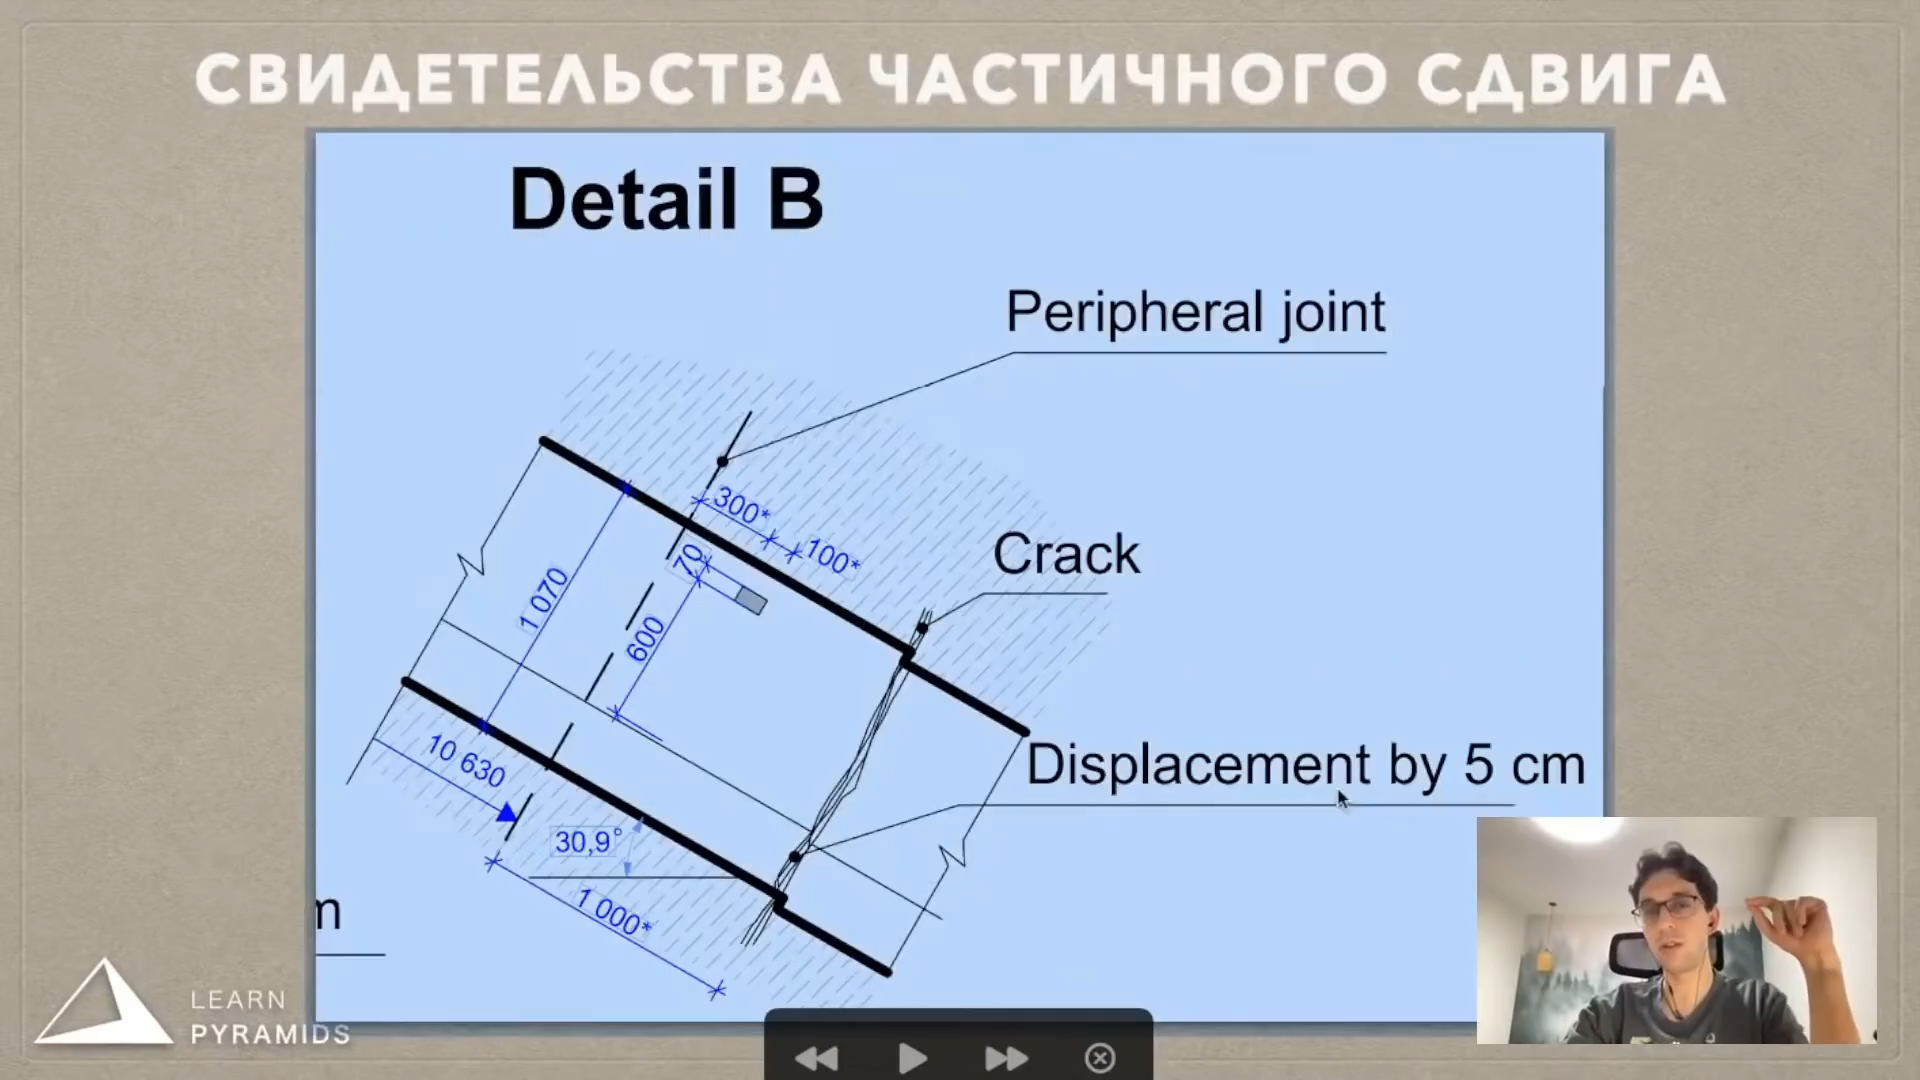 СВИДЕТЕЛЬСТВА ЧАСТИЧНОГО СДВИГА
Detail B
Peripheral joint
300*
100*
70
Crack
1 070
600
Displacement by 5 cm
10 630
30,9°
1 000*
m
LEARN
PYRAMIDS